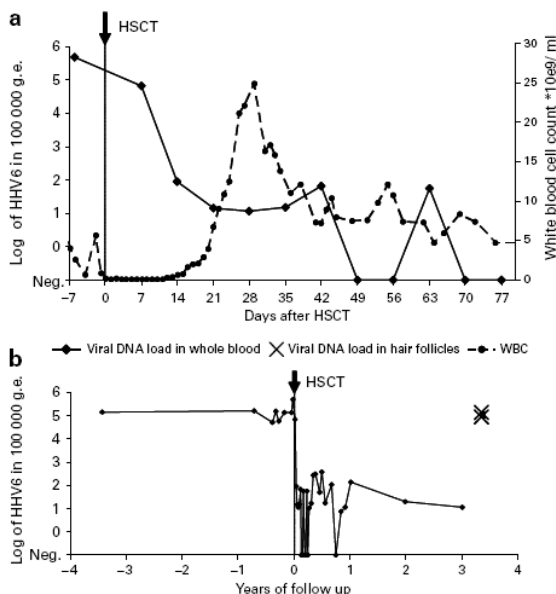 a
HSCT
Log of HHV6 in 100 000 g.e.
6
5
4
3
2
1
0
Neg.
30
25
20
15
10
5
0
White blood cell count *10e9/ ml
–7 0 7 14 21 28 35 42 49 56 63 70 77
Days after HSCT
Viral DNA load in whole blood Viral DNA load in hair follicles WBC
b
HSCT
Log of HHV6 in 100 000 g.e.
6
5
4
3
2
1
0
Neg.
–4 –3 –2 –1 0 1 2 3 4
Years of follow up